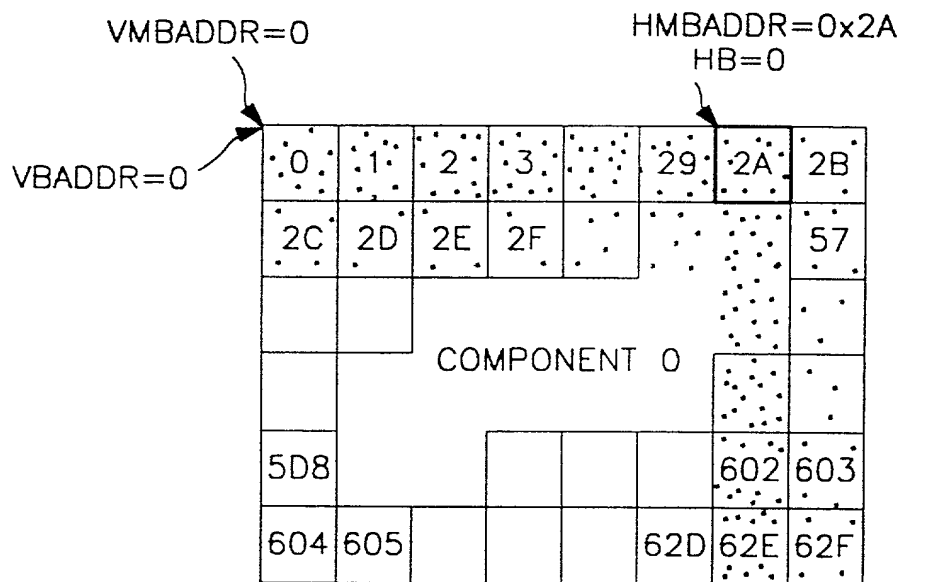 VMBADDR=0
HMBADDR=0x2A
HB=0
VBADDR=0
0 1 2 3 29 2A 2B
2C 2D 2E 2F 57
COMPONENT 0
5D8 602 603
604 605 62D 62E 62F